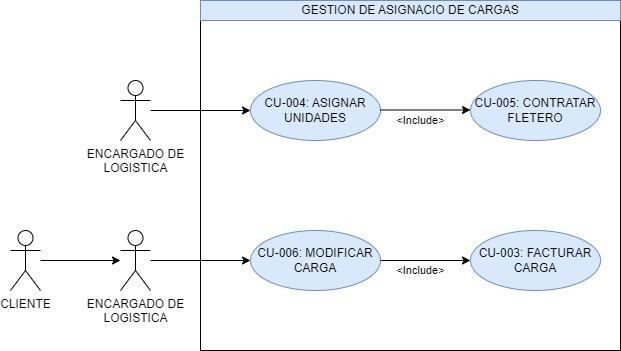 GESTION DE ASIGNACIO DE CARGAS
CU-004: ASIGNAR
UNIDADES
<Include>
CU-005: CONTRATAR
FLETERO
ENCARGADO DE
LOGISTICA
CU-006: MODIFICAR
CARGA
<Include>
CU-003: FACTURAR
CARGA
CLIENTE
ENCARGADO DE
LOGISTICA